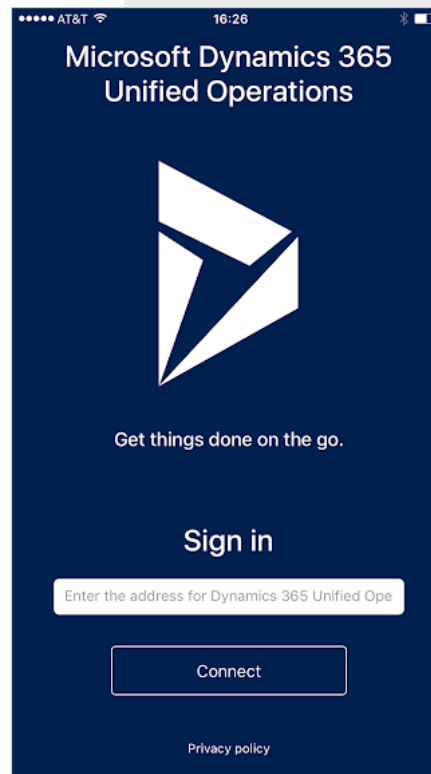 ●●●●● AT&T 16:26
Microsoft Dynamics 365
Unified Operations
Get things done on the go.
Sign in
Enter the address for Dynamics 365 Unified Ope
Connect
Privacy policy